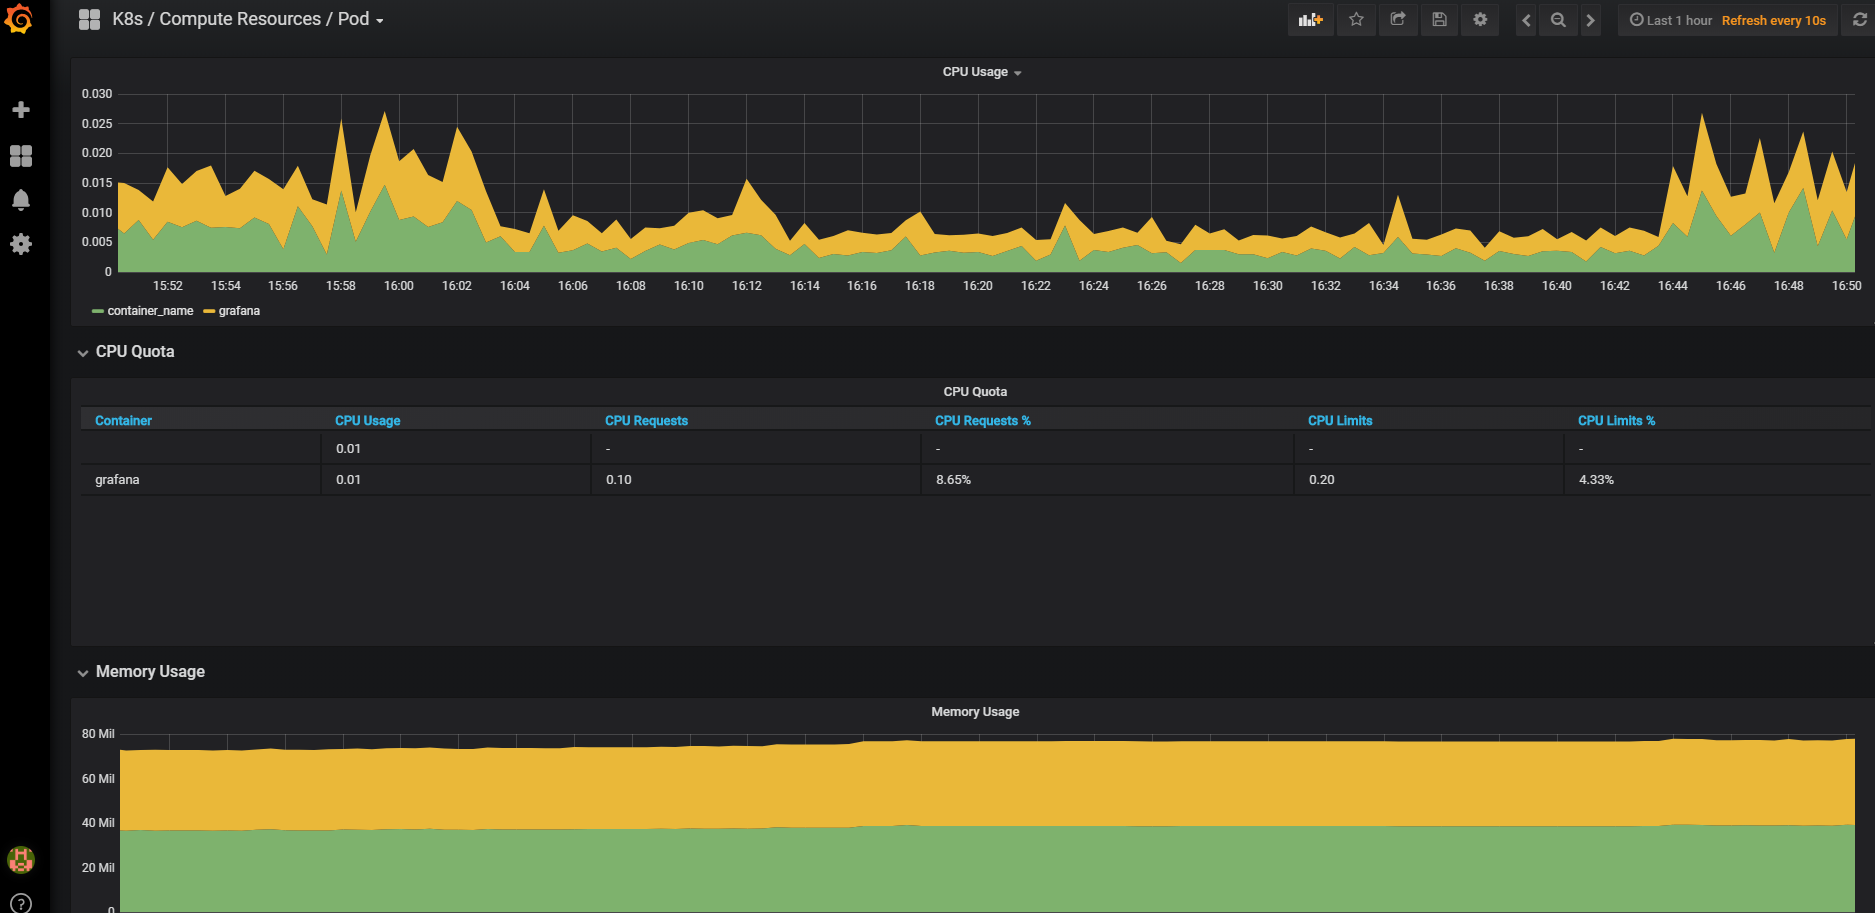 K8s / Compute Resources / Pod
Last 1 hour Refresh every 10s
CPU Usage
0.030
0.025
0.020
0.015
0.010
0.005
0
15:52 15:54 15:56 15:58 16:00 16:02 16:04 16:06 16:08 16:10 16:12 16:14 16:16 16:18 16:20 16:22 16:24 16:26 16:28 16:30 16:32 16:34 16:36 16:38 16:40 16:42 16:44 16:46 16:48 16:50
container_name grafana
CPU Quota
CPU Quota
Container CPU Usage CPU Requests CPU Requests % CPU Limits CPU Limits %
0.01 - - - -
grafana 0.01 0.10 8.65% 0.20 4.33%
Memory Usage
Memory Usage
80 Mil
60 Mil
40 Mil
20 Mil
0